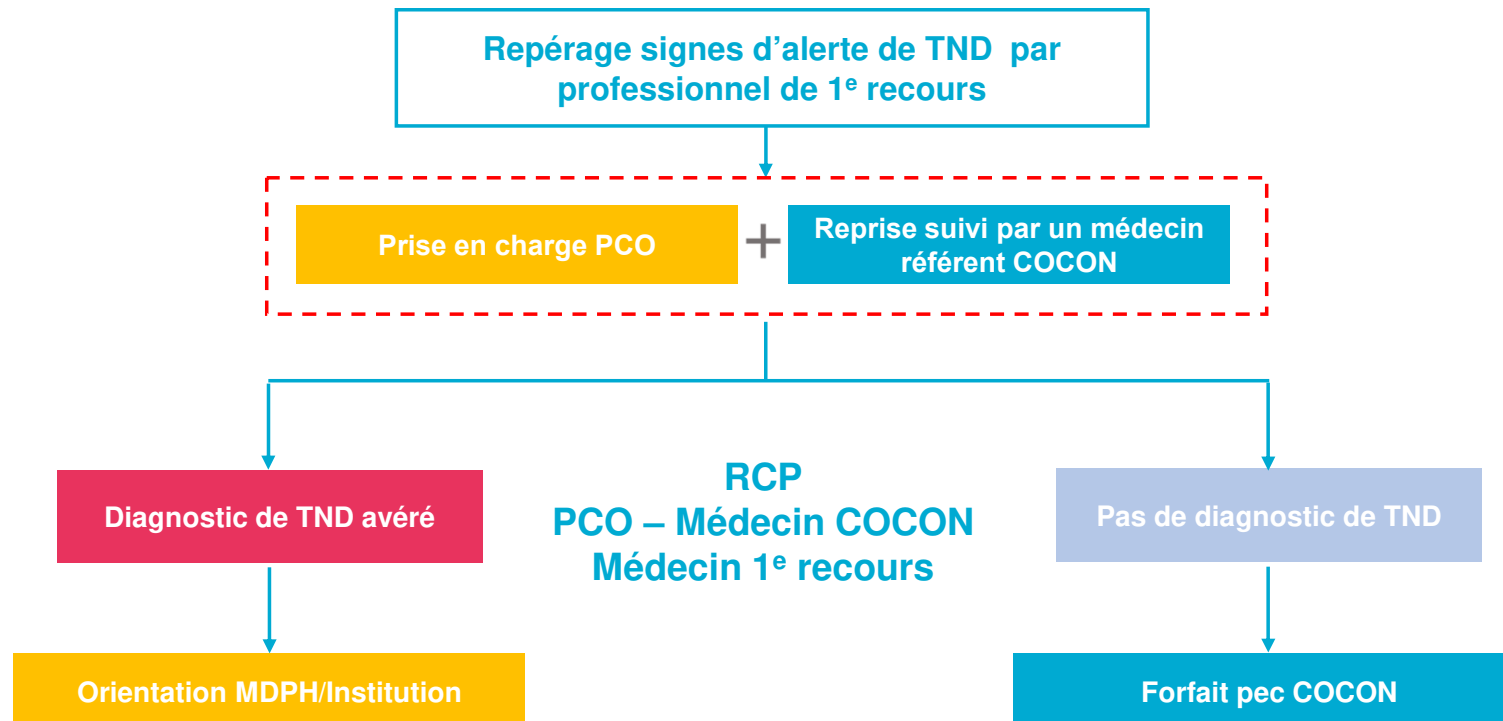 Repérage signes d’alerte de TND par
professionnel de 1e recours
Prise en charge PCO
+
Reprise suivi par un médecin
référent COCON
Diagnostic de TND avéré
RCP
PCO – Médecin COCON
Médecin 1e recours
Pas de diagnostic de TND
Orientation MDPH/Institution
Forfait pec COCON